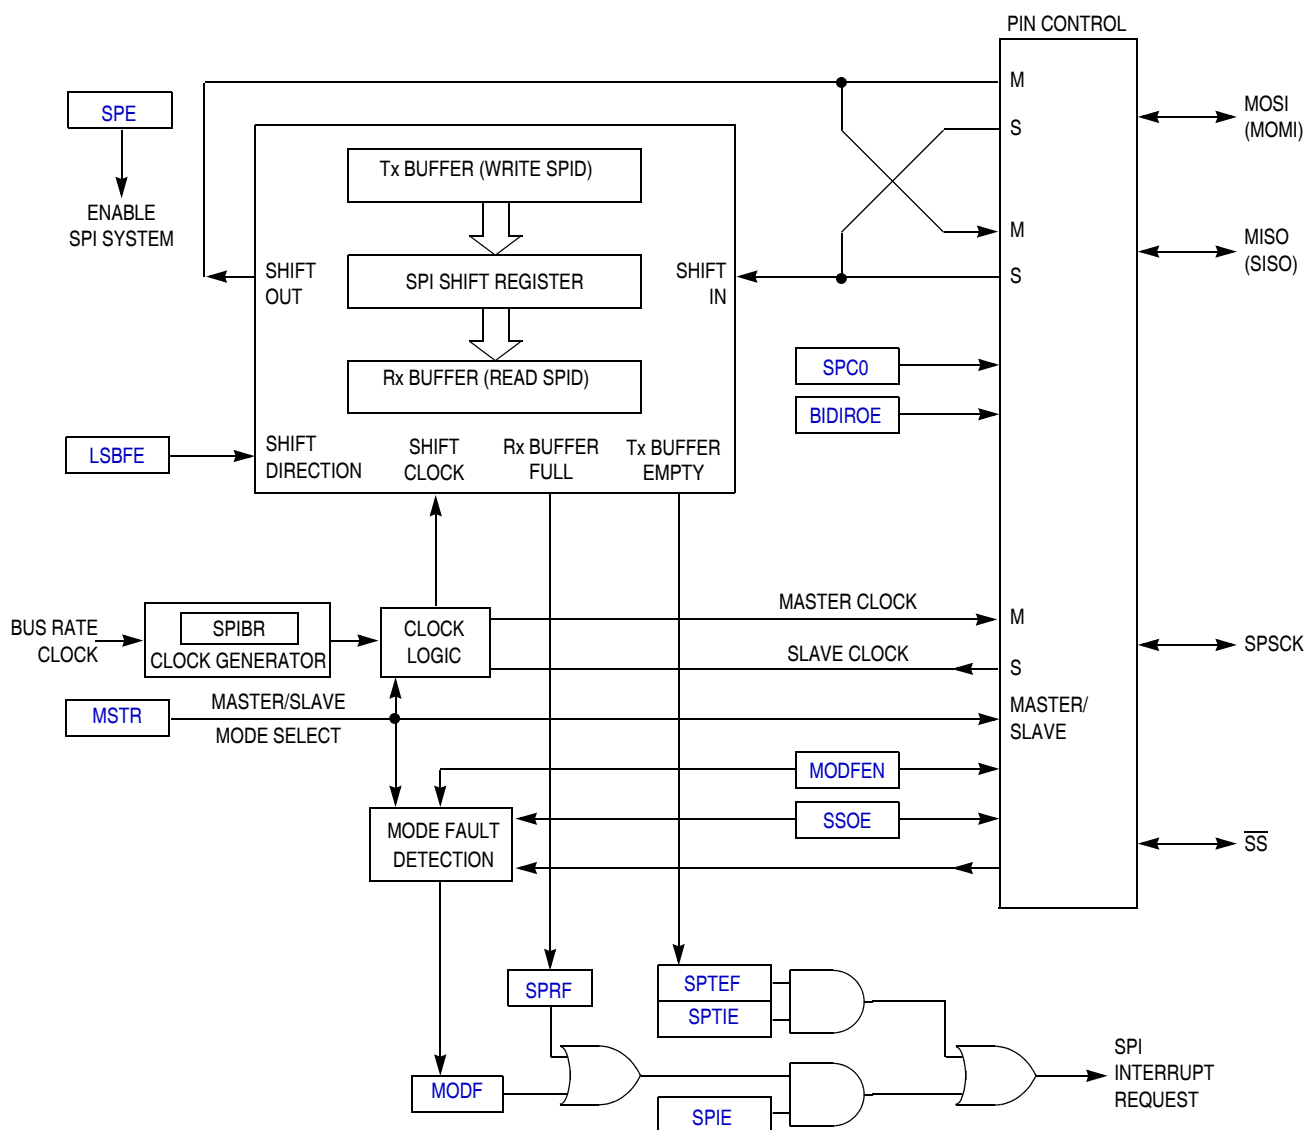 PIN CONTROL
M
SPE
MOSI
(MOMI)
S
Tx BUFFER (WRITE SPID)
ENABLE
SPI SYSTEM
M
MISO
(SISO)
SHIFT
OUT
SPI SHIFT REGISTER
SHIFT
IN
S
SPC0
Rx BUFFER (READ SPID)
BIDIROE
LSBFE
SHIFT
DIRECTION
SHIFT
CLOCK
Rx BUFFER
FULL
Tx BUFFER
EMPTY
MASTER CLOCK
M
BUS RATE
CLOCK
SPIBR
CLOCK GENERATOR
CLOCK
LOGIC
SPSCK
SLAVE CLOCK
S
MSTR
MASTER/SLAVE
MODE SELECT
MASTER/
SLAVE
MODFEN
SSOE
MODE FAULT
DETECTION
SS
SPRF
SPTEF
SPTIE
SPI
INTERRUPT
REQUEST
MODF
SPIE